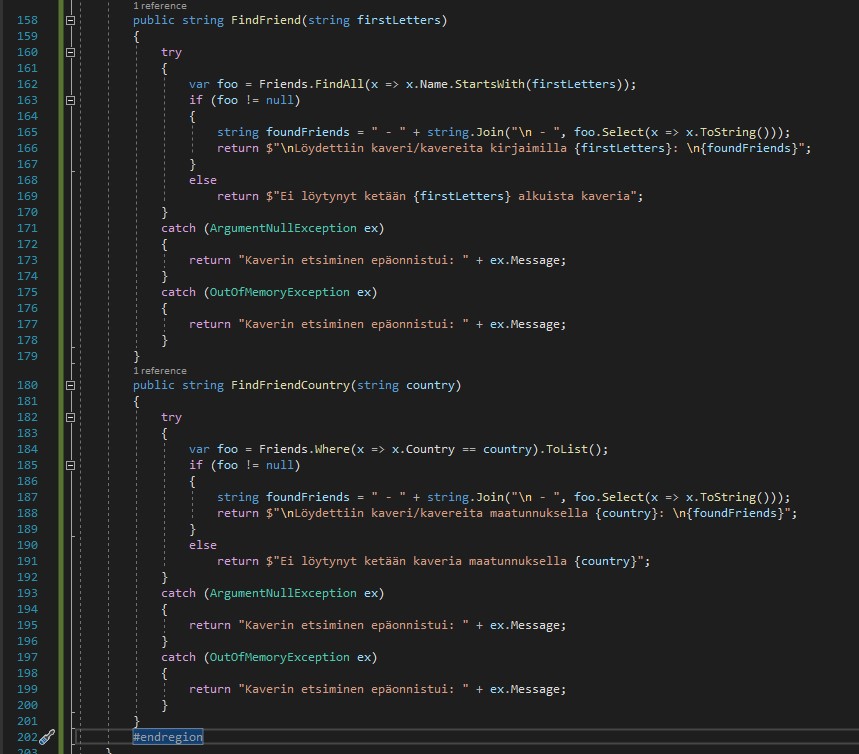 1 reference
158 public string FindFriend(string firstLetters)
159 {
160 try
161 {
162 var foo = Friends.FindAll(x => x.Name.StartsWith(firstLetters));
163 if (foo != null)
164 {
165 string foundFriends = " - " + string.Join("\n - ", foo.Select(x => x.ToString()));
166 return $"\nLöydettiin kaveri/kavereita kirjaimilla {firstLetters}: \n{foundFriends}";
167 }
168 else
169 return $"Ei löytynyt ketään {firstLetters} alkuista kaveria";
170 }
171 catch (ArgumentNullException ex)
172 {
173 return "Kaverin etsiminen epäonnistui: " + ex.Message;
174 }
175 catch (OutOfMemoryException ex)
176 {
177 return "Kaverin etsiminen epäonnistui: " + ex.Message;
178 }
179 }
1 reference
180 public string FindFriendCountry(string country)
181 {
182 try
183 {
184 var foo = Friends.Where(x => x.Country == country).ToList();
185 if (foo != null)
186 {
187 string foundFriends = " - " + string.Join("\n - ", foo.Select(x => x.ToString()));
188 return $"\nLöydettiin kaveri/kavereita maatunnuksella {country}: \n{foundFriends}";
189 }
190 else
191 return $"Ei löytynyt ketään kaveria maatunnuksella {country}";
192 }
193 catch (ArgumentNullException ex)
194 {
195 return "Kaverin etsiminen epäonnistui: " + ex.Message;
196 }
197 catch (OutOfMemoryException ex)
198 {
199 return "Kaverin etsiminen epäonnistui: " + ex.Message;
200 }
201 }
202 #endregion
203 }